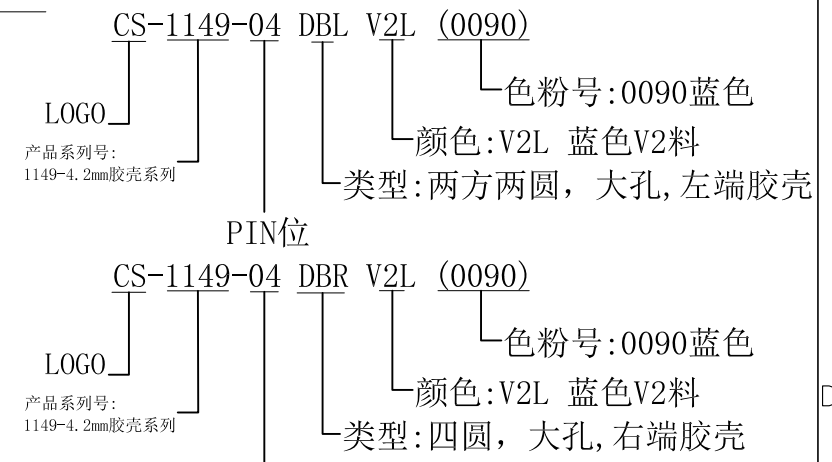 CS-1149-04 DBL V2L (0090)
色粉号:0090蓝色
LOGO
颜色:V2L 蓝色V2料
产品系列号:
1149-4.2mm胶壳系列
类型:两方两圆，大孔,左端胶壳
PIN位
CS-1149-04 DBR V2L (0090)
色粉号:0090蓝色
LOGO
颜色:V2L 蓝色V2料
产品系列号:
1149-4.2mm胶壳系列
类型:四圆，大孔,右端胶壳